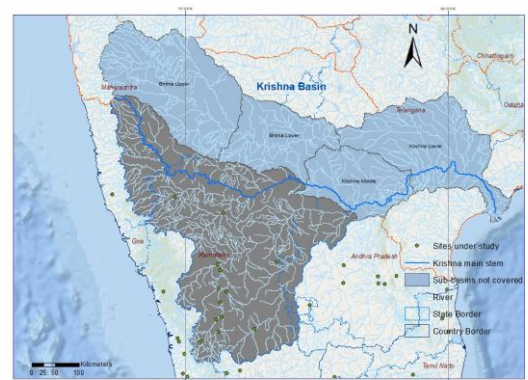 N
Chhattisgarh
Maharashtra
Bhima Upper
Krishna Basin
Telangana
Bhima Lower
Krishna Lower
Krishna Middle
Goa
Karnataka
Andhra Pradesh
Sites under study
Krishna main stem
Sub-basins not covered
River
State Border
Country Border
Kilometers
0 25 50 75 100
Tamil Nadu